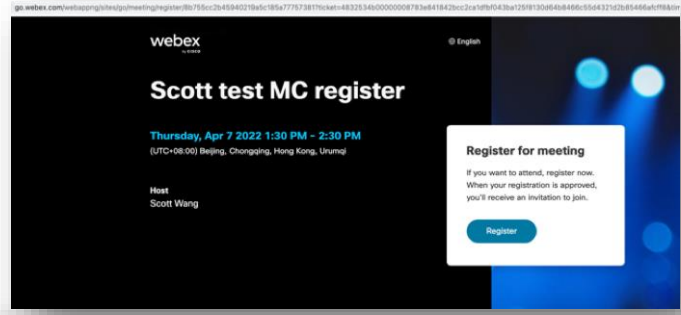 webex
by CISCO
English
Scott test MC register
Thursday, Apr 7 2022 1:30 PM - 2:30 PM
(UTC+08:00) Beijing, Chongqing, Hong Kong, Urumqi
Host
Scott Wang
Register for meeting
If you want to attend, register now.
When your registration is approved,
you'll receive an invitation to join.
Register